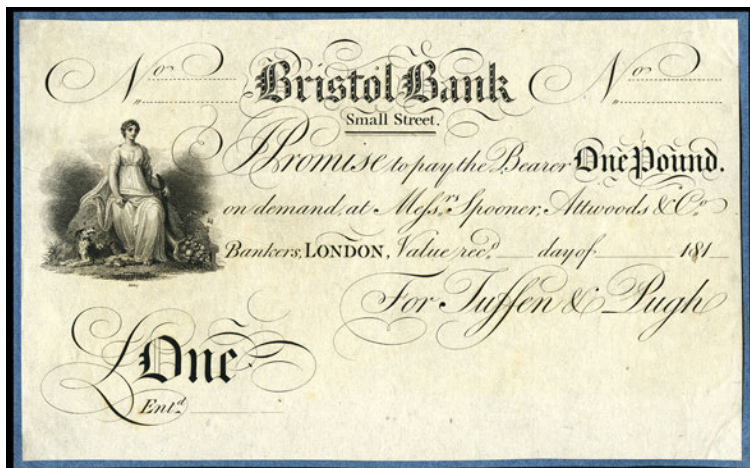 No Bristol Bank No
Small Street.
I Promise to pay the Bearer One Pound.
on demand, at Messrs Spooner, Attwoods & Co.
Bankers, LONDON, Value recd. day of 181
For Tuffen & Pugh
£ One
Entd.